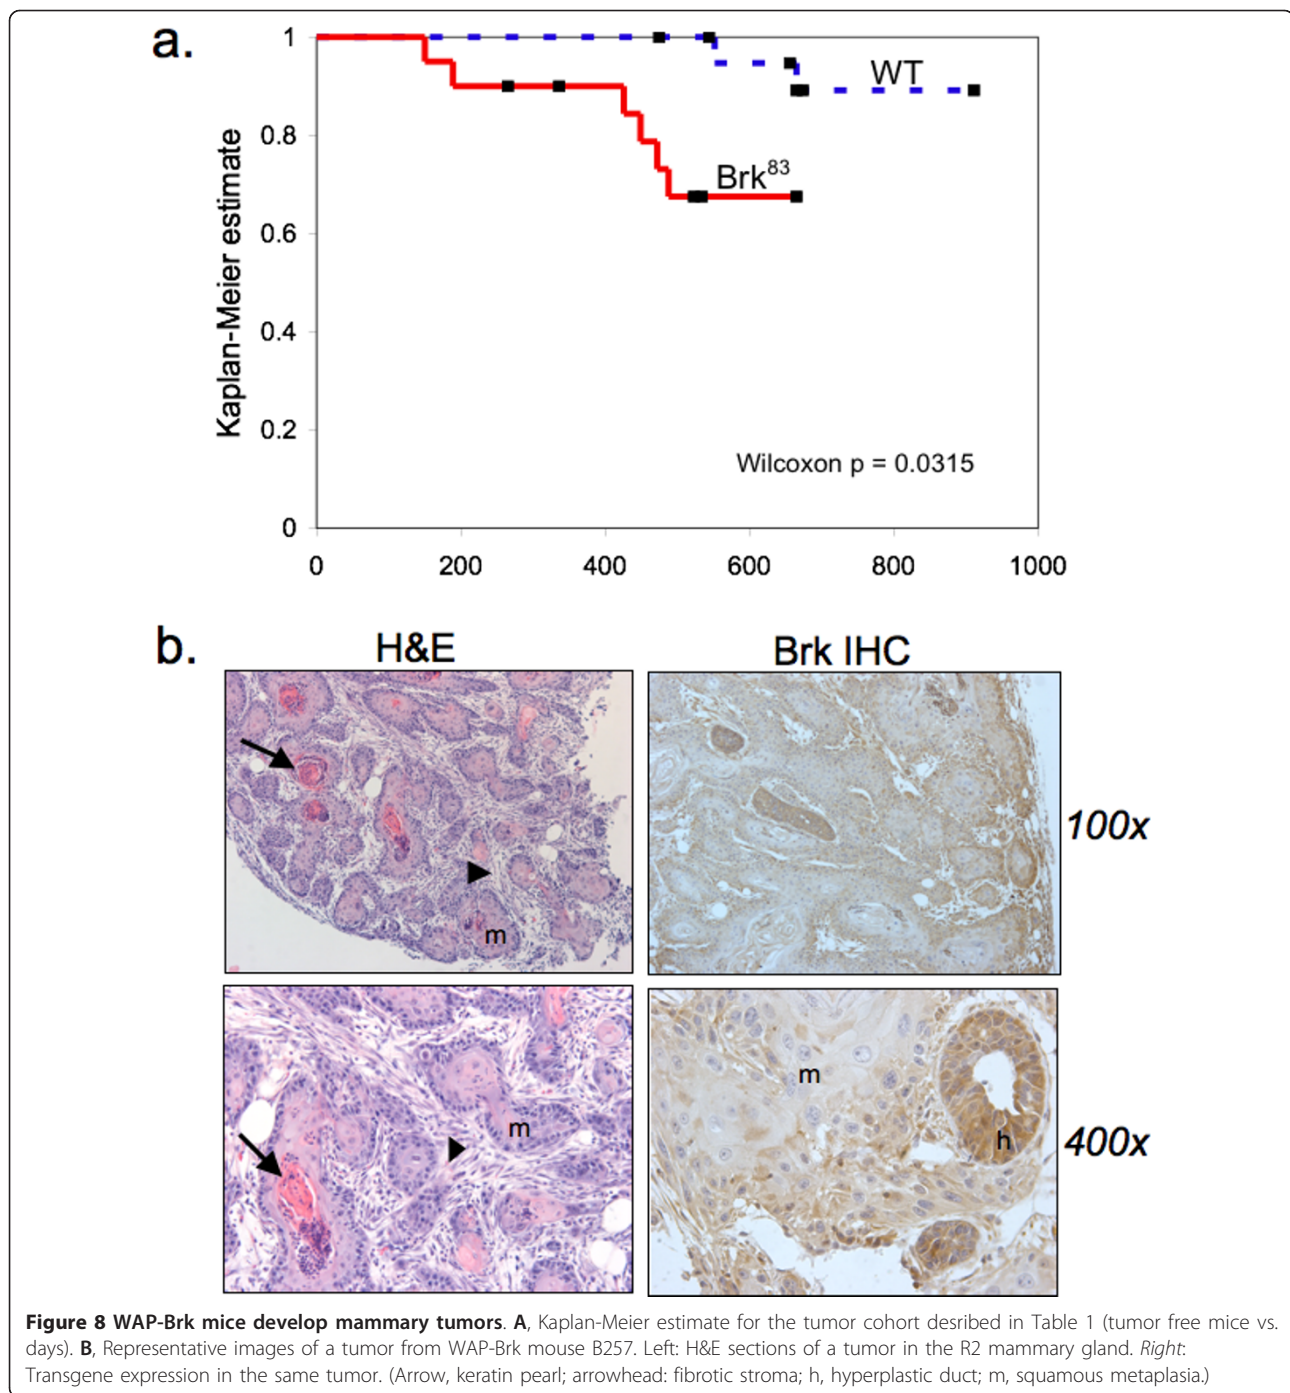 a.
Kaplan-Meier estimate
1
0.8
0.6
0.4
0.2
0
WT
Brk83
Wilcoxon p = 0.0315
0 200 400 600 800 1000
b.
H&E
Brk IHC
m
100x
m
m
h
400x
Figure 8 WAP-Brk mice develop mammary tumors. A, Kaplan-Meier estimate for the tumor cohort desribed in Table 1 (tumor free mice vs.
days). B, Representative images of a tumor from WAP-Brk mouse B257. Left: H&E sections of a tumor in the R2 mammary gland. Right:
Transgene expression in the same tumor. (Arrow, keratin pearl; arrowhead: fibrotic stroma; h, hyperplastic duct; m, squamous metaplasia.)